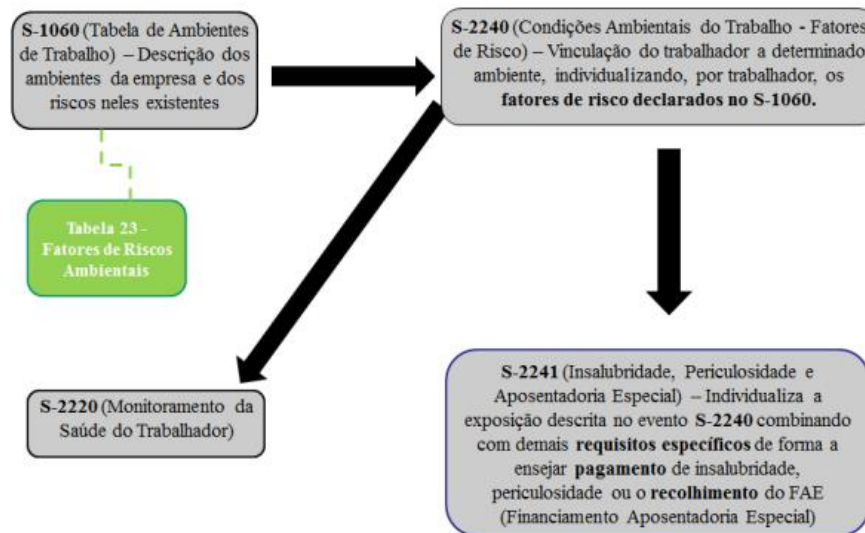 S-1060 (Tabela de Ambientes
de Trabalho) – Descrição dos
ambientes da empresa e dos
riscos neles existentes
S-2240 (Condições Ambientais do Trabalho - Fatores
de Risco) – Vinculação do trabalhador a determinado
ambiente, individualizando, por trabalhador, os
fatores de risco declarados no S-1060.
Tabela 23 -
Fatores de Riscos
Ambientais
S-2220 (Monitoramento da
Saúde do Trabalhador)
S-2241 (Insalubridade, Periculosidade e
Aposentadoria Especial) – Individualiza a
exposição descrita no evento S-2240 combinando
com demais requisitos específicos de forma a
ensejar pagamento de insalubridade,
periculosidade ou o recolhimento do FAE
(Financiamento Aposentadoria Especial)